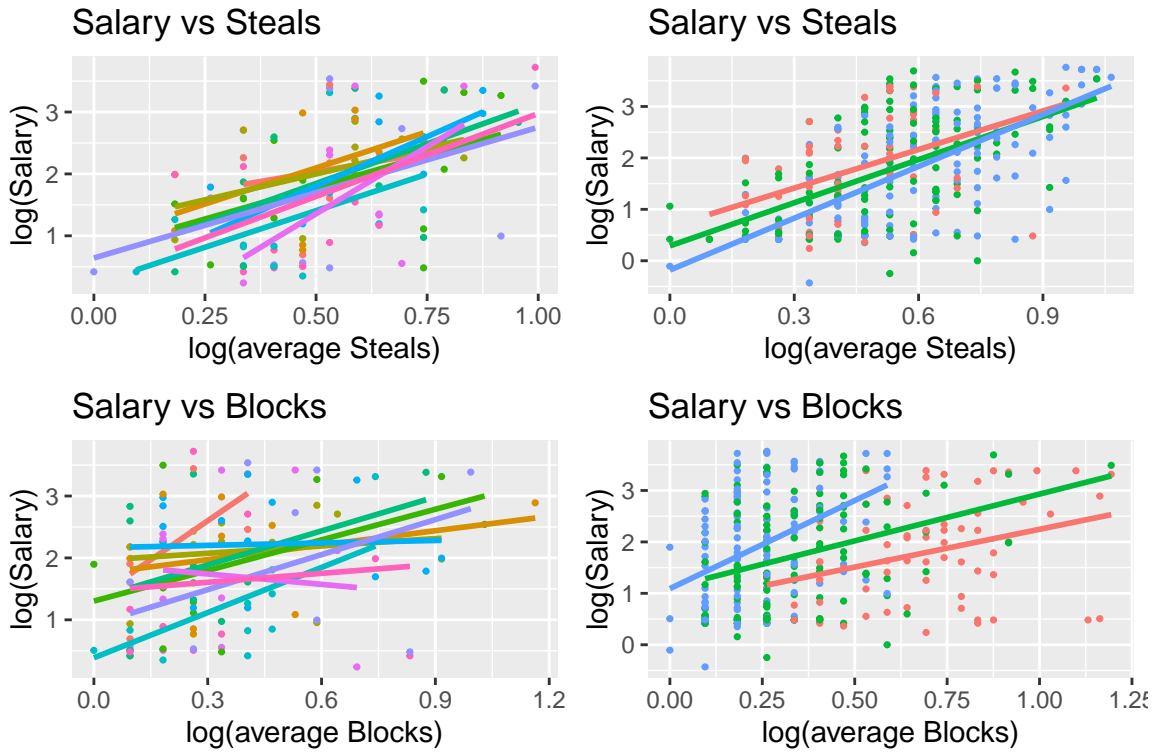 Salary vs Steals
log(Salary)
3
2
1
0.00 0.25 0.50 0.75 1.00
log(average Steals)
Salary vs Steals
log(Salary)
3
2
1
0
0.0 0.3 0.6 0.9
log(average Steals)
Salary vs Blocks
log(Salary)
3
2
1
0.0 0.3 0.6 0.9 1.2
log(average Blocks)
Salary vs Blocks
log(Salary)
3
2
1
0
0.00 0.25 0.50 0.75 1.00 1.25
log(average Blocks)